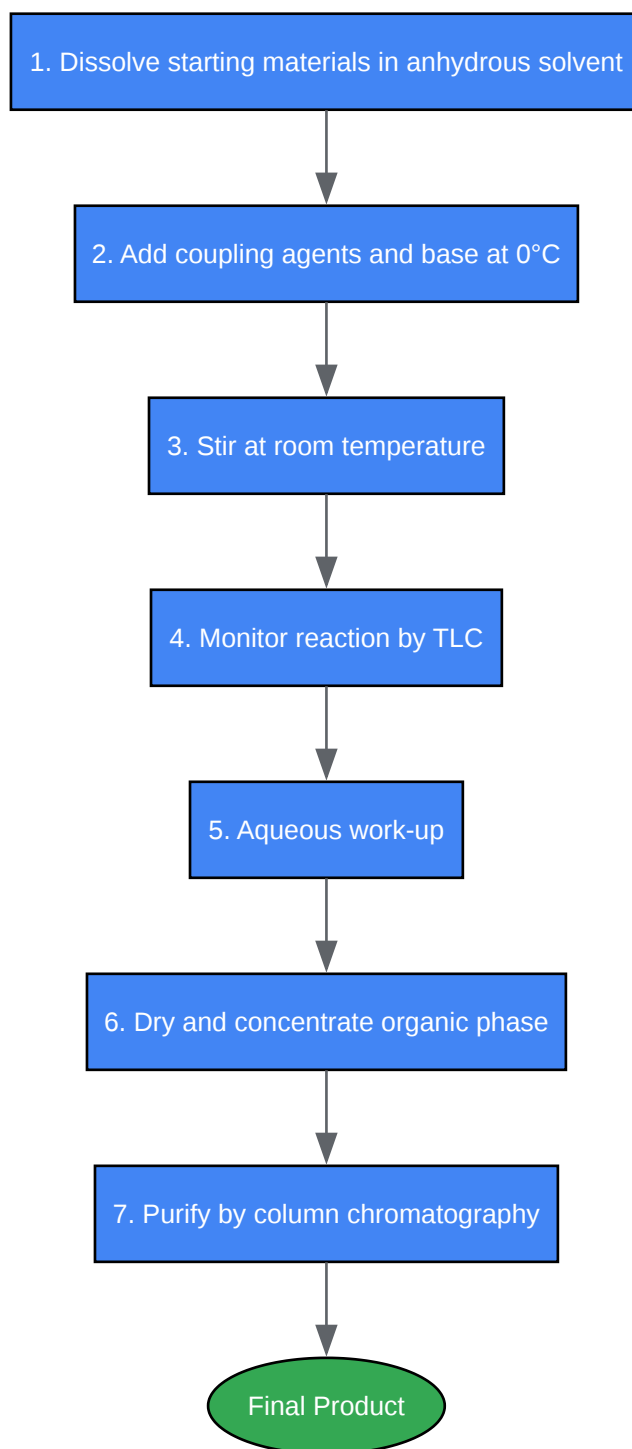 1. Dissolve starting materials in anhydrous solvent
2. Add coupling agents and base at 0°C
3. Stir at room temperature
4. Monitor reaction by TLC
5. Aqueous work-up
6. Dry and concentrate organic phase
7. Purify by column chromatography
Final Product